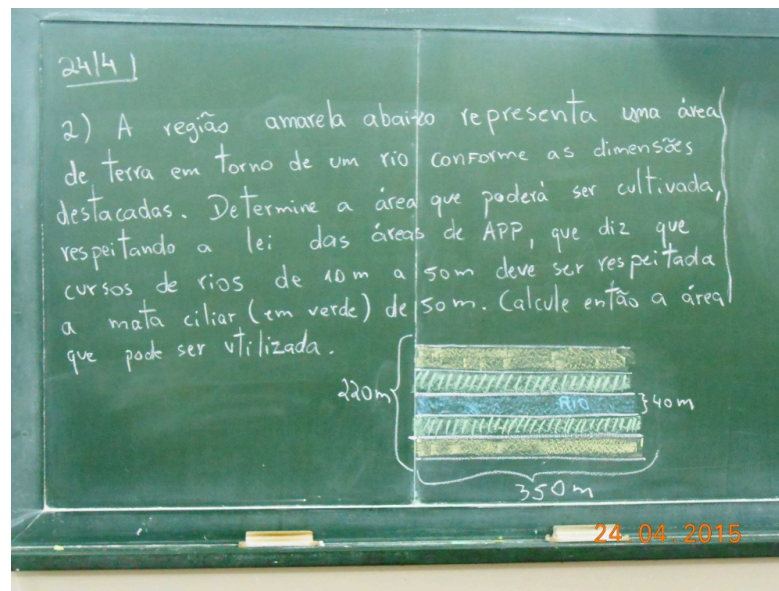 24/4
2) A região amarela abaixo representa uma área
de terra em torno de um rio conforme as dimensões
destacadas. Determine a área que poderá ser cultivada,
respeitando a lei das áreas de APP, que diz que
cursos de rios de 10m a 50m deve ser respeitada
a mata ciliar (em verde) de 50m. Calcule então a área
que pode ser utilizada.
220m
RIO
40m
350m
24 04 2015